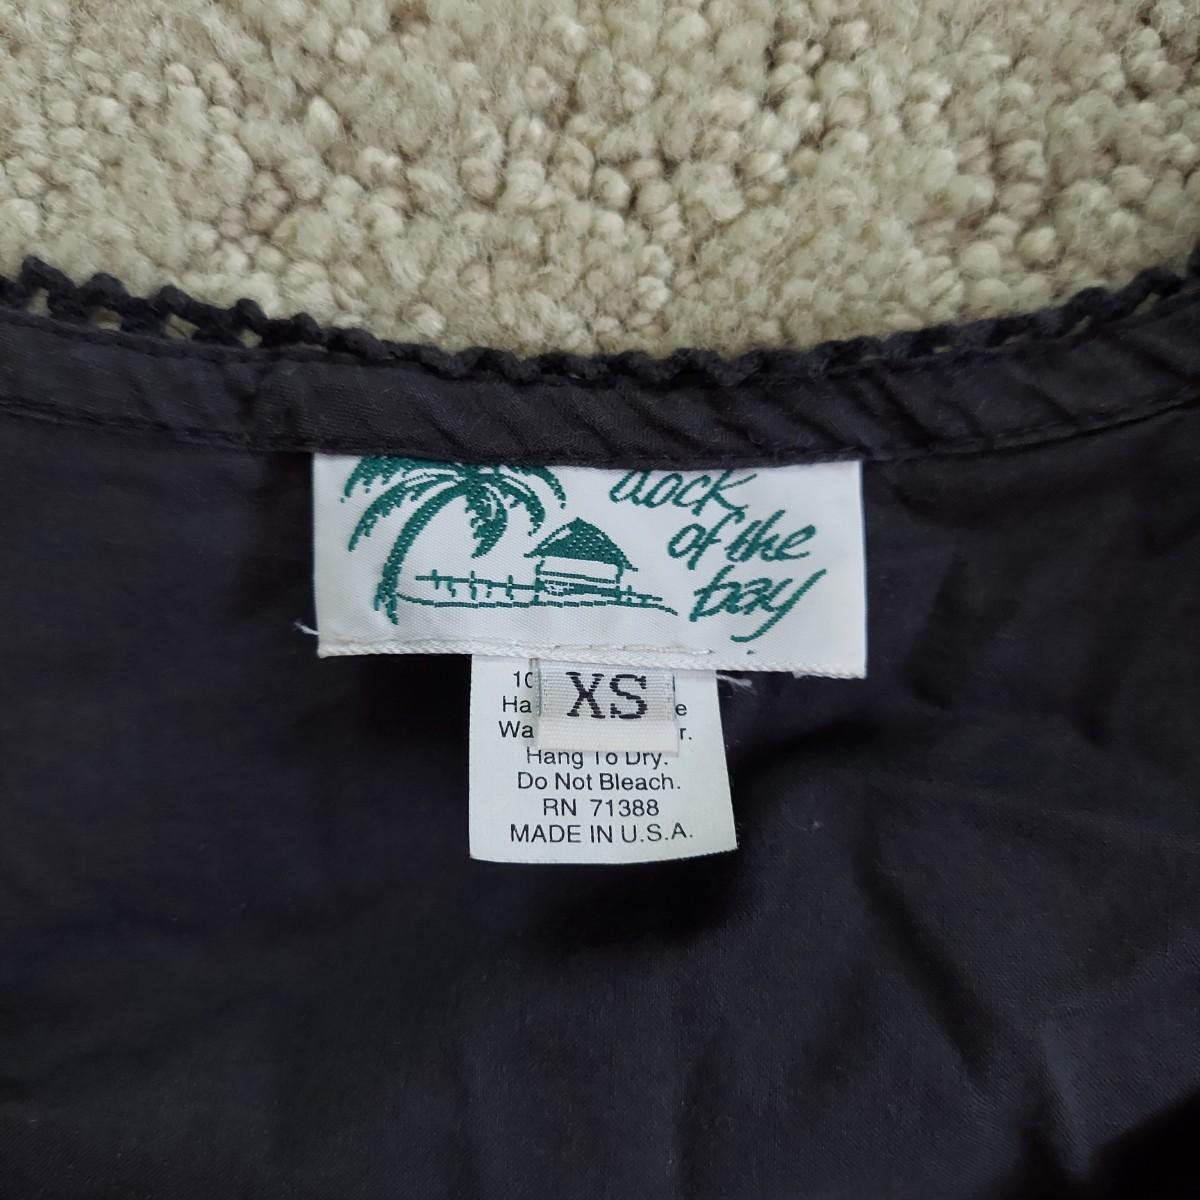 dock
of the
bay
XS
Hang To Dry.
Do Not Bleach.
RN 71388
MADE IN U.S.A.